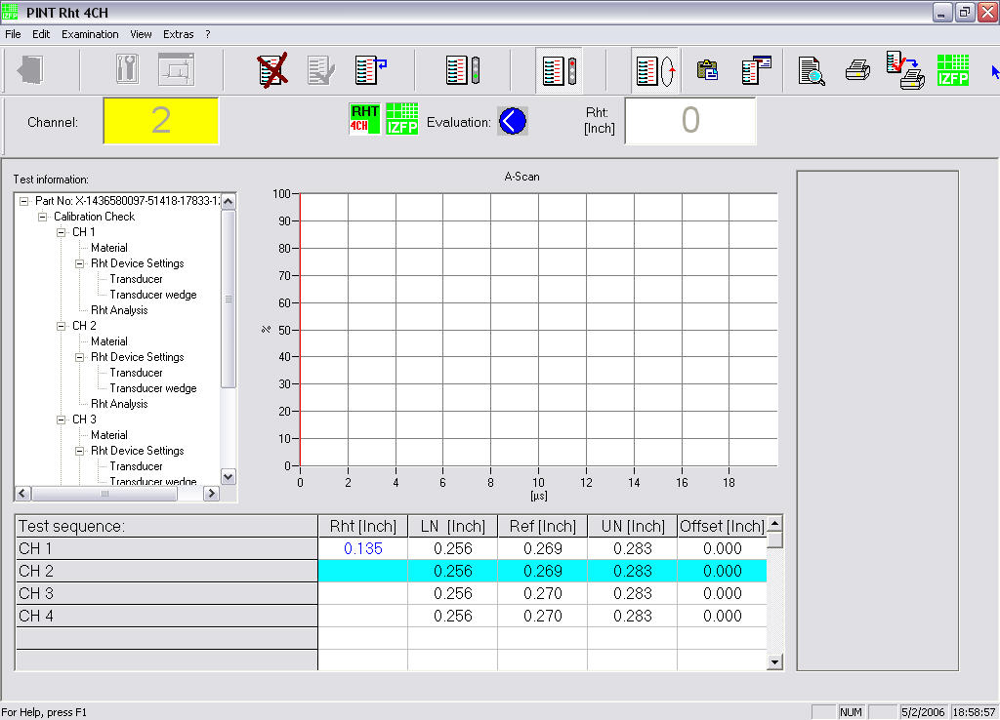 PINT Rht 4CH
File Edit Examination View Extras ?
IZFP
Channel: 2 RHT 4CH IZFP Evaluation: Rht: [Inch] 0
Test information:
Part No: X-1436580097-51418-17833-1
Calibration Check
CH 1
Material
Rht Device Settings
Transducer
Transducer wedge
Rht Analysis
CH 2
Material
Rht Device Settings
Transducer
Transducer wedge
Rht Analysis
CH 3
Material
Rht Device Settings
Transducer
Transducer wedge
A-Scan
100
90
80
70
60
% 50
40
30
20
10
0
0 2 4 6 8 10 12 14 16 18
[µs]
Test sequence: Rht [Inch] LN [Inch] Ref [Inch] UN [Inch] Offset [Inch]
CH 1 0.135 0.256 0.269 0.283 0.000
CH 2 0.256 0.269 0.283 0.000
CH 3 0.256 0.270 0.283 0.000
CH 4 0.256 0.270 0.283 0.000
For Help, press F1 NUM 5/2/2006 18:58:57